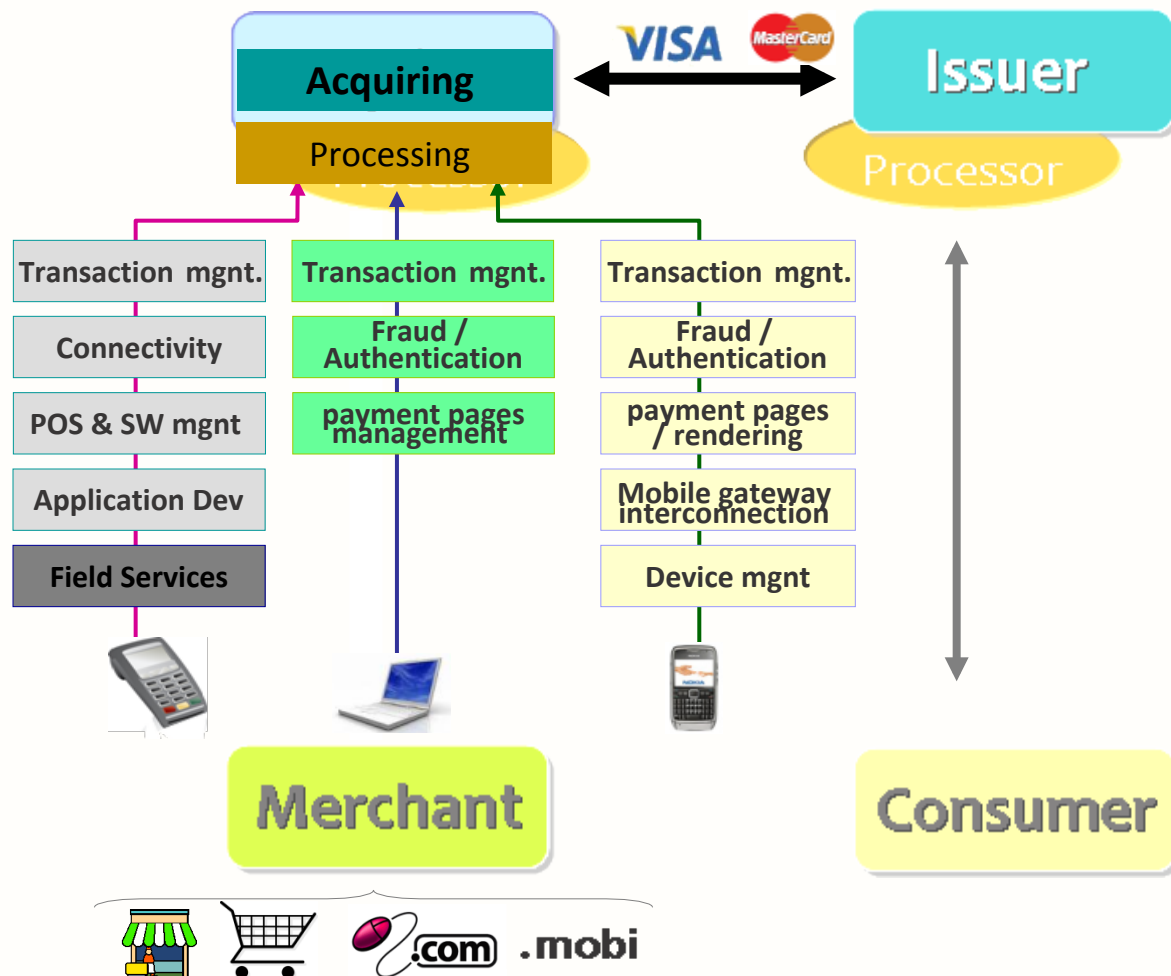 VISA
MasterCard
Acquiring
Issuer
Processing
Processor
Processor
Transaction mgnt.
Connectivity
POS & SW mgnt
Application Dev
Field Services
Transaction mgnt.
Fraud /
Authentication
payment pages
management
Transaction mgnt.
Fraud /
Authentication
payment pages
/ rendering
Mobile gateway
interconnection
Device mgnt
NOKIA
Merchant
Consumer
.com
.mobi